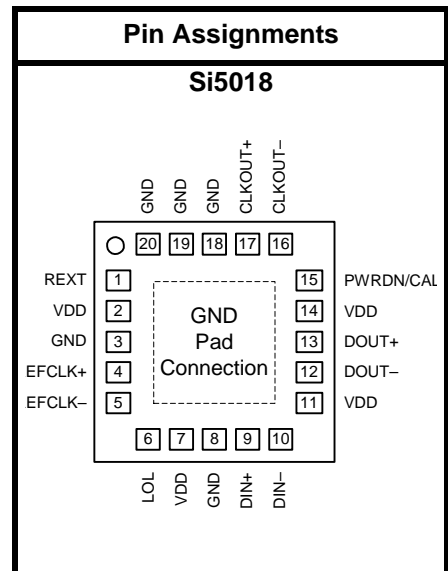 Pin Assignments
Si5018
GND
GND
GND
CLKOUT+
CLKOUT–
20
19
18
17
16
REXT
1
VDD
2
GND
3
EFCLK+
4
EFCLK–
5
GND
Pad
Connection
15
PWRDN/CAL
14
VDD
13
DOUT+
12
DOUT–
11
VDD
6
7
8
9
10
LOL
VDD
GND
DIN+
DIN–